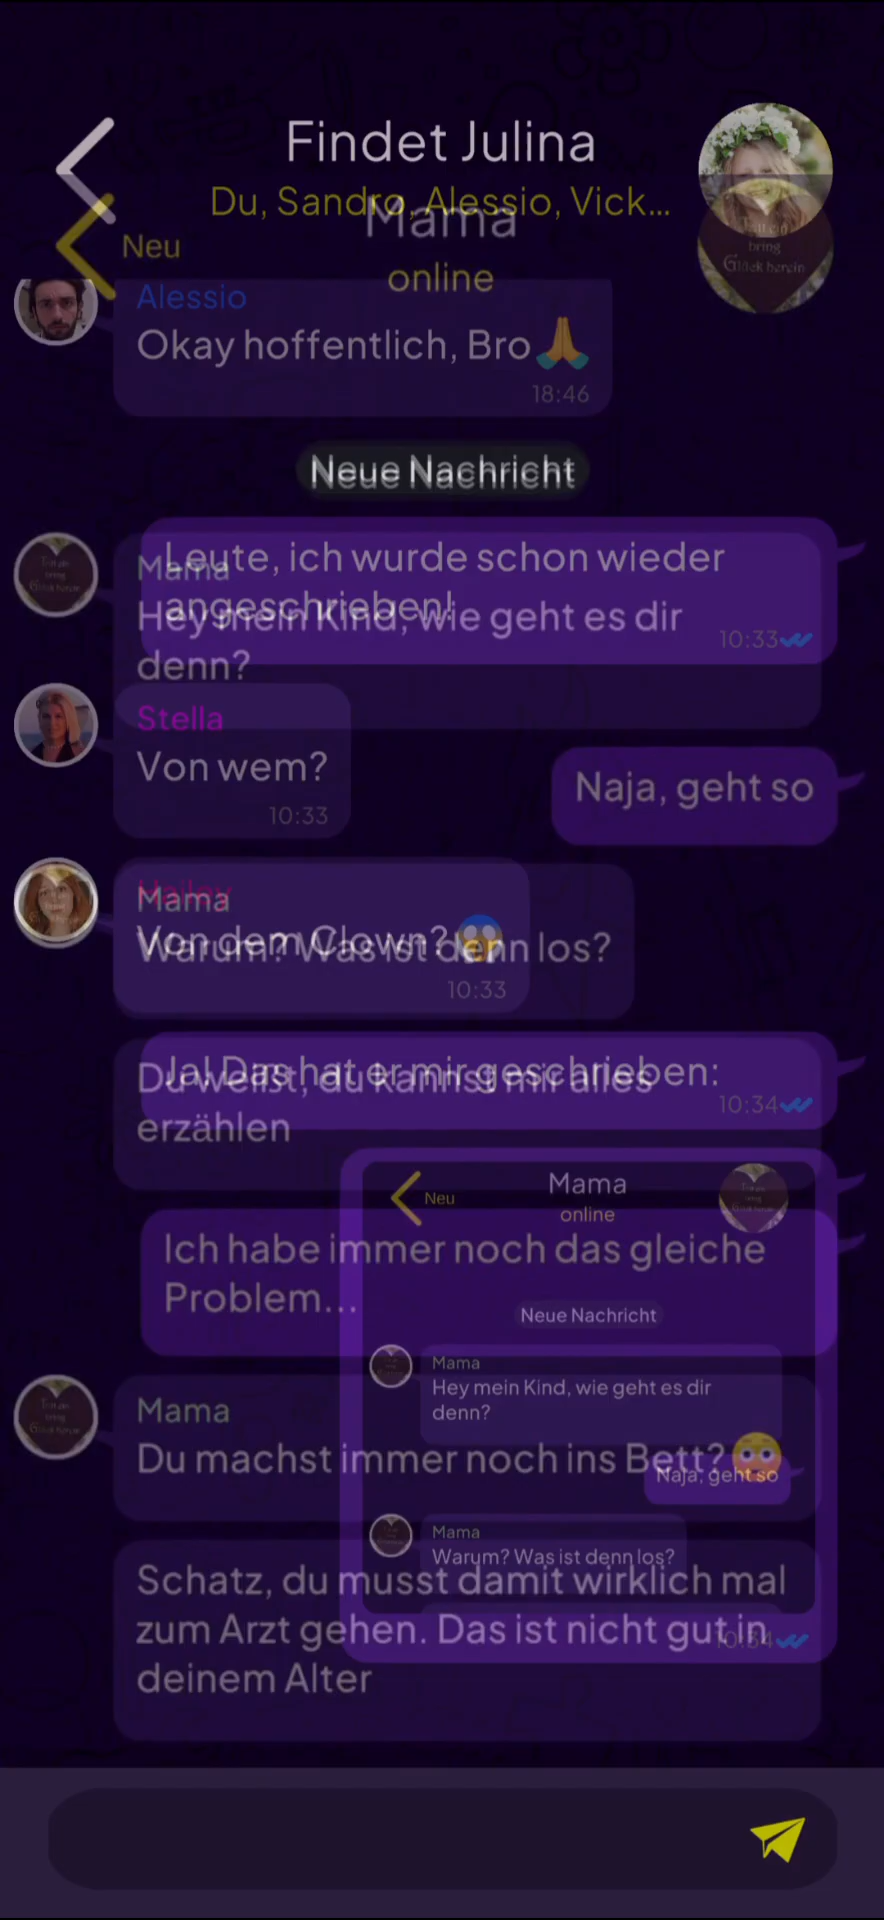 Findet Julina
Du, Sandro, Alessio, Vick...
Neu
Mama
online
Alessio
Okay hoffentlich, Bro🙏
18:46
Neue Nachricht
Leute, ich wurde schon wieder
angeschrieben!
10:33
Mama
Hey mein Kind, wie geht es dir
denn?
Stella
Von wem?
10:33
Naja, geht so
Hailey
Von dem Clown?😱
10:33
Mama
Warum? Was ist denn los?
Ja! Das hat er mir geschrieben:
10:34
Du weißt, du kannst mir alles
erzählen
Neu
Mama
online
Neue Nachricht
Mama
Hey mein Kind, wie geht es dir
denn?
Naja, geht so
Mama
Warum? Was ist denn los?
10:34
Ich habe immer noch das gleiche
Problem...
Mama
Du machst immer noch ins Bett?😳
Schatz, du musst damit wirklich mal
zum Arzt gehen. Das ist nicht gut in
deinem Alter